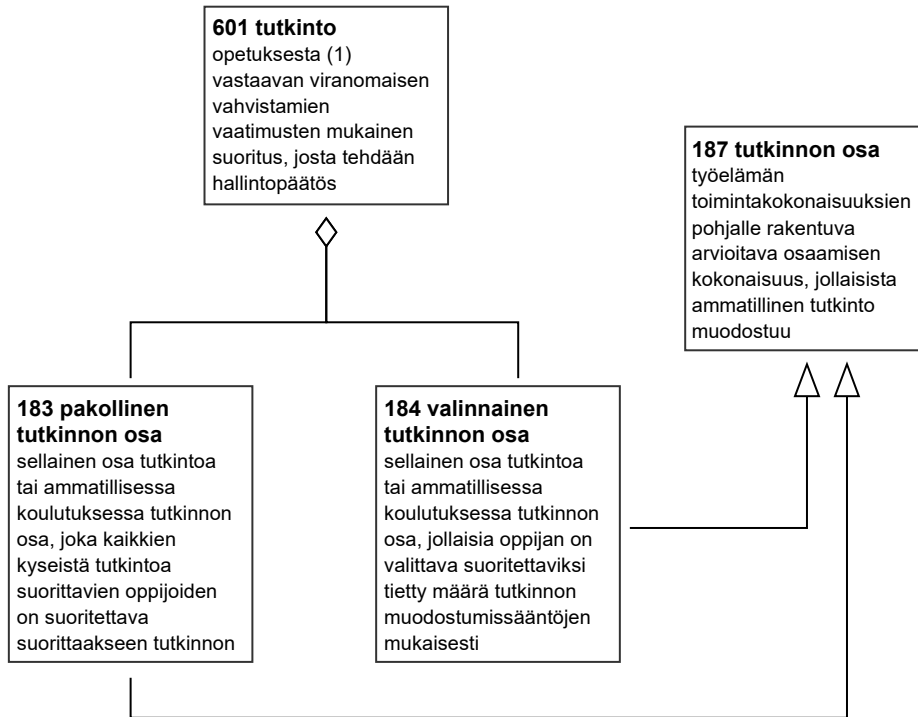 601 tutkinto
opetuksesta (1)
vastaavan viranomaisen
vahvistamien
vaatimusten mukainen
suoritus, josta tehdään
hallintopäätös
187 tutkinnon osa
työelämän
toimintakokonaisuuksien
pohjalle rakentuva
arvioitava osaamisen
kokonaisuus, jollaisista
ammatillinen tutkinto
muodostuu
183 pakollinen
tutkinnon osa
sellainen osa tutkintoa
tai ammatillisessa
koulutuksessa tutkinnon
osa, joka kaikkien
kyseistä tutkintoa
suorittavien oppijoiden
on suoritettava
suorittaakseen tutkinnon
184 valinnainen
tutkinnon osa
sellainen osa tutkintoa
tai ammatillisessa
koulutuksessa tutkinnon
osa, jollaisia oppijan on
valittava suoritettaviksi
tietty määrä tutkinnon
muodostumissääntöjen
mukaisesti